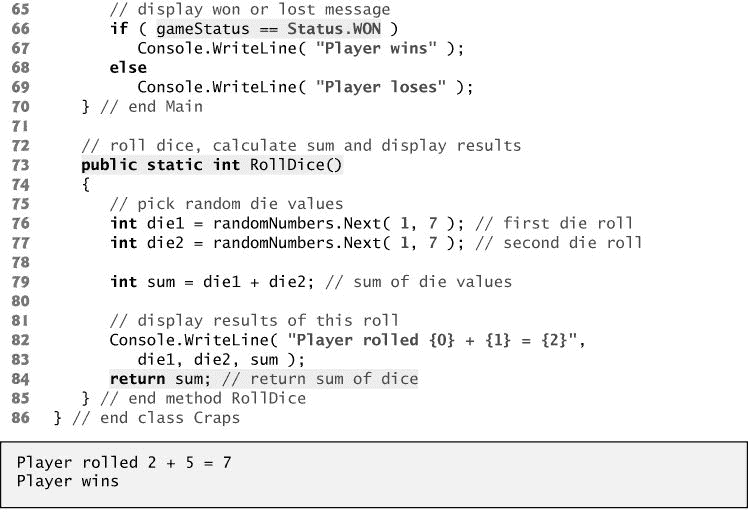 65 // display won or lost message
66 if ( gameStatus == Status.WON )
67 Console.WriteLine( "Player wins" );
68 else
69 Console.WriteLine( "Player loses" );
70 } // end Main
71
72 // roll dice, calculate sum and display results
73 public static int RollDice()
74 {
75 // pick random die values
76 int die1 = randomNumbers.Next( 1, 7 ); // first die roll
77 int die2 = randomNumbers.Next( 1, 7 ); // second die roll
78
79 int sum = die1 + die2; // sum of die values
80
81 // display results of this roll
82 Console.WriteLine( "Player rolled {0} + {1} = {2}",
83 die1, die2, sum );
84 return sum; // return sum of dice
85 } // end method RollDice
86 } // end class Craps
Player rolled 2 + 5 = 7
Player wins